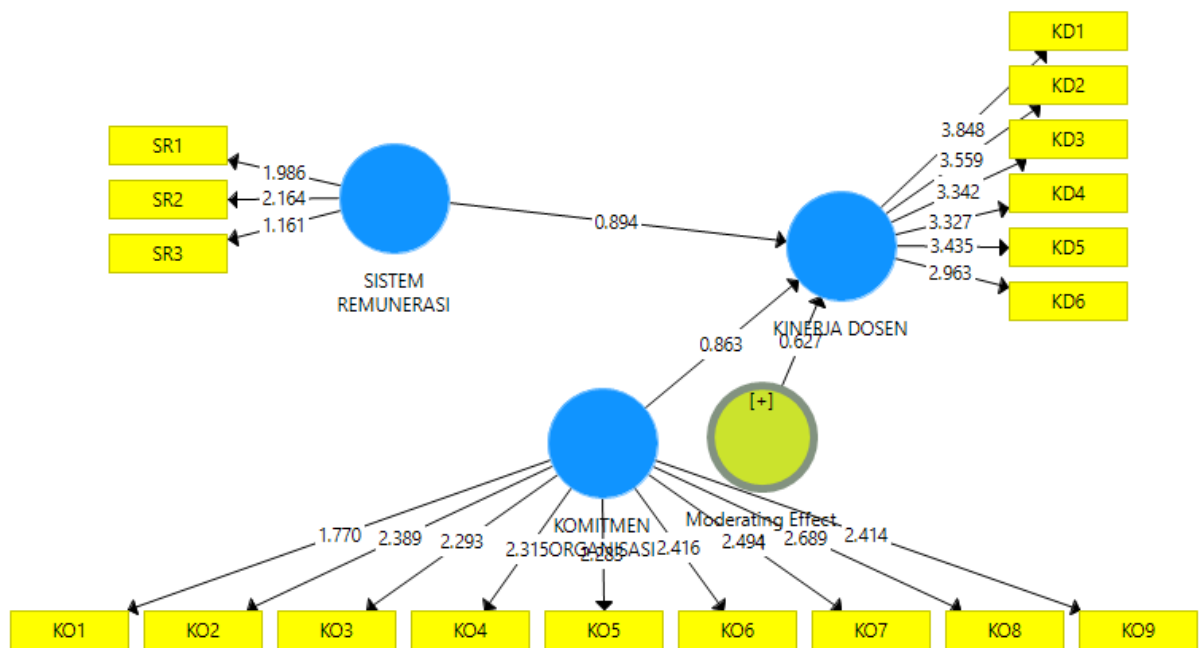 KD1
KD2
KD3
KD4
KD5
KD6
3.848
3.559
3.342
3.327
3.435
2.963
SR1
SR2
SR3
1.986
2.164
1.161
SISTEM
REMUNERASI
0.894
KINERJA DOSEN
0.863
0.627
[+]
Moderating Effect
KOMITMEN
ORGANISASI
1.770
2.389
2.293
2.315
2.416
2.494
2.689
2.414
KO1
KO2
KO3
KO4
KO5
KO6
KO7
KO8
KO9